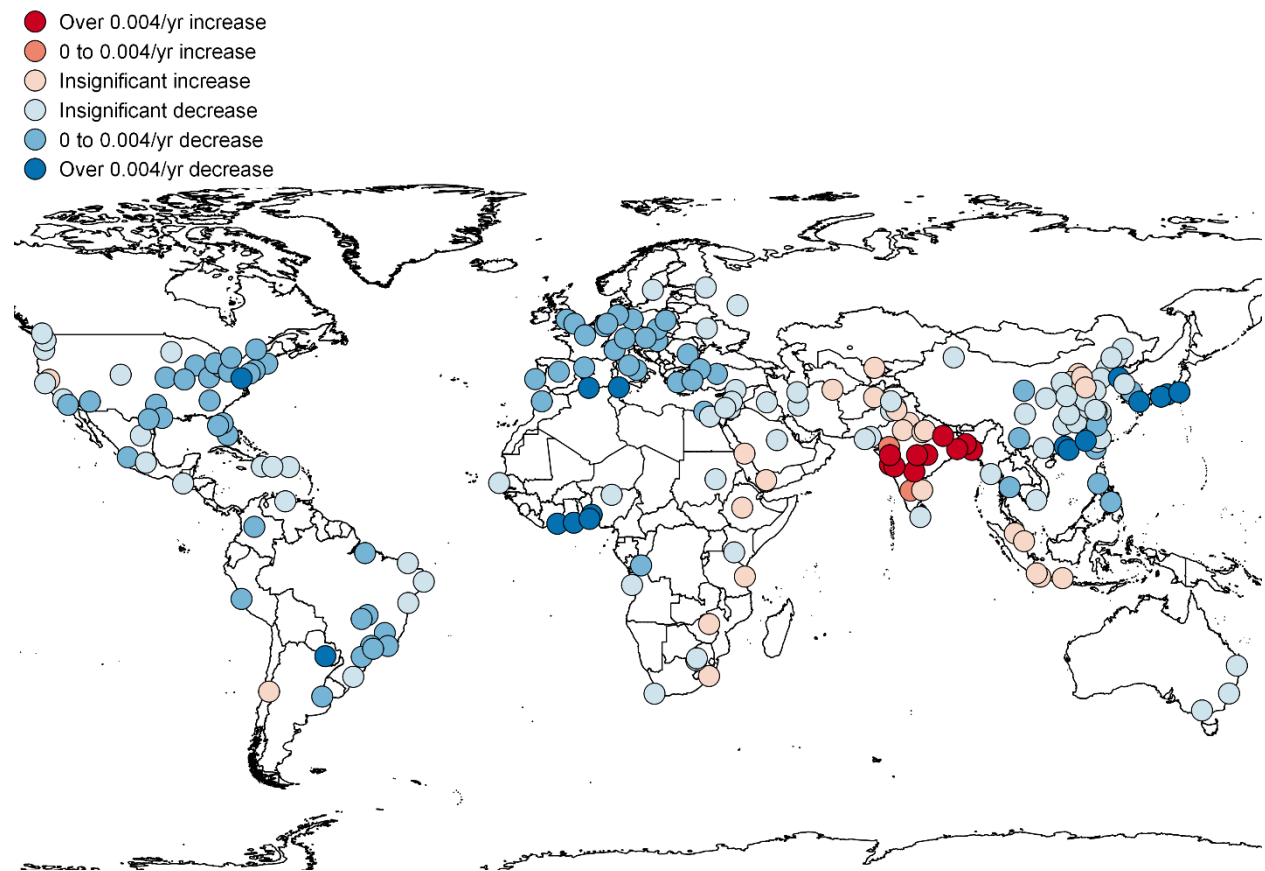 Over 0.004/yr increase
0 to 0.004/yr increase
Insignificant increase
Insignificant decrease
0 to 0.004/yr decrease
Over 0.004/yr decrease